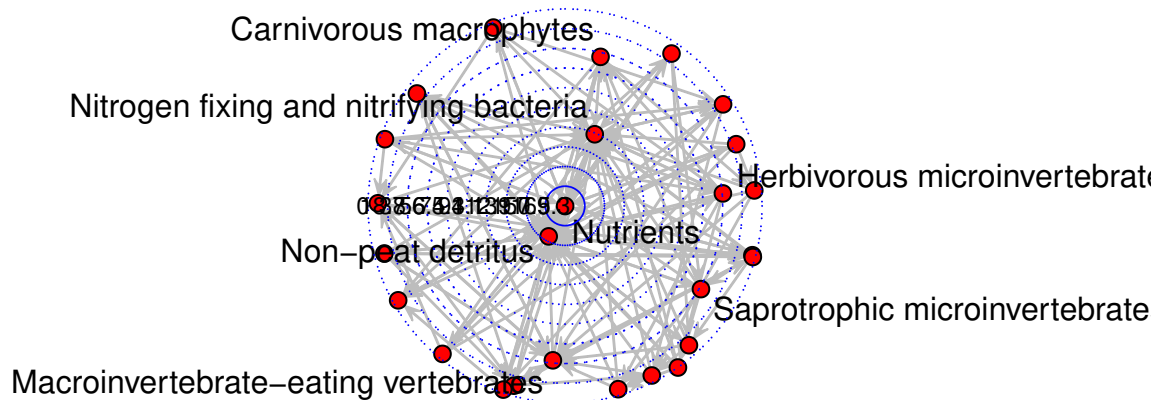 Carnivorous macrophytes
Nitrogen fixing and nitrifying bacteria
Herbivorous microinvertebrate
Nutrients
Non−peat detritus
Saprotrophic microinvertebrate
Macroinvertebrate−eating vertebrates